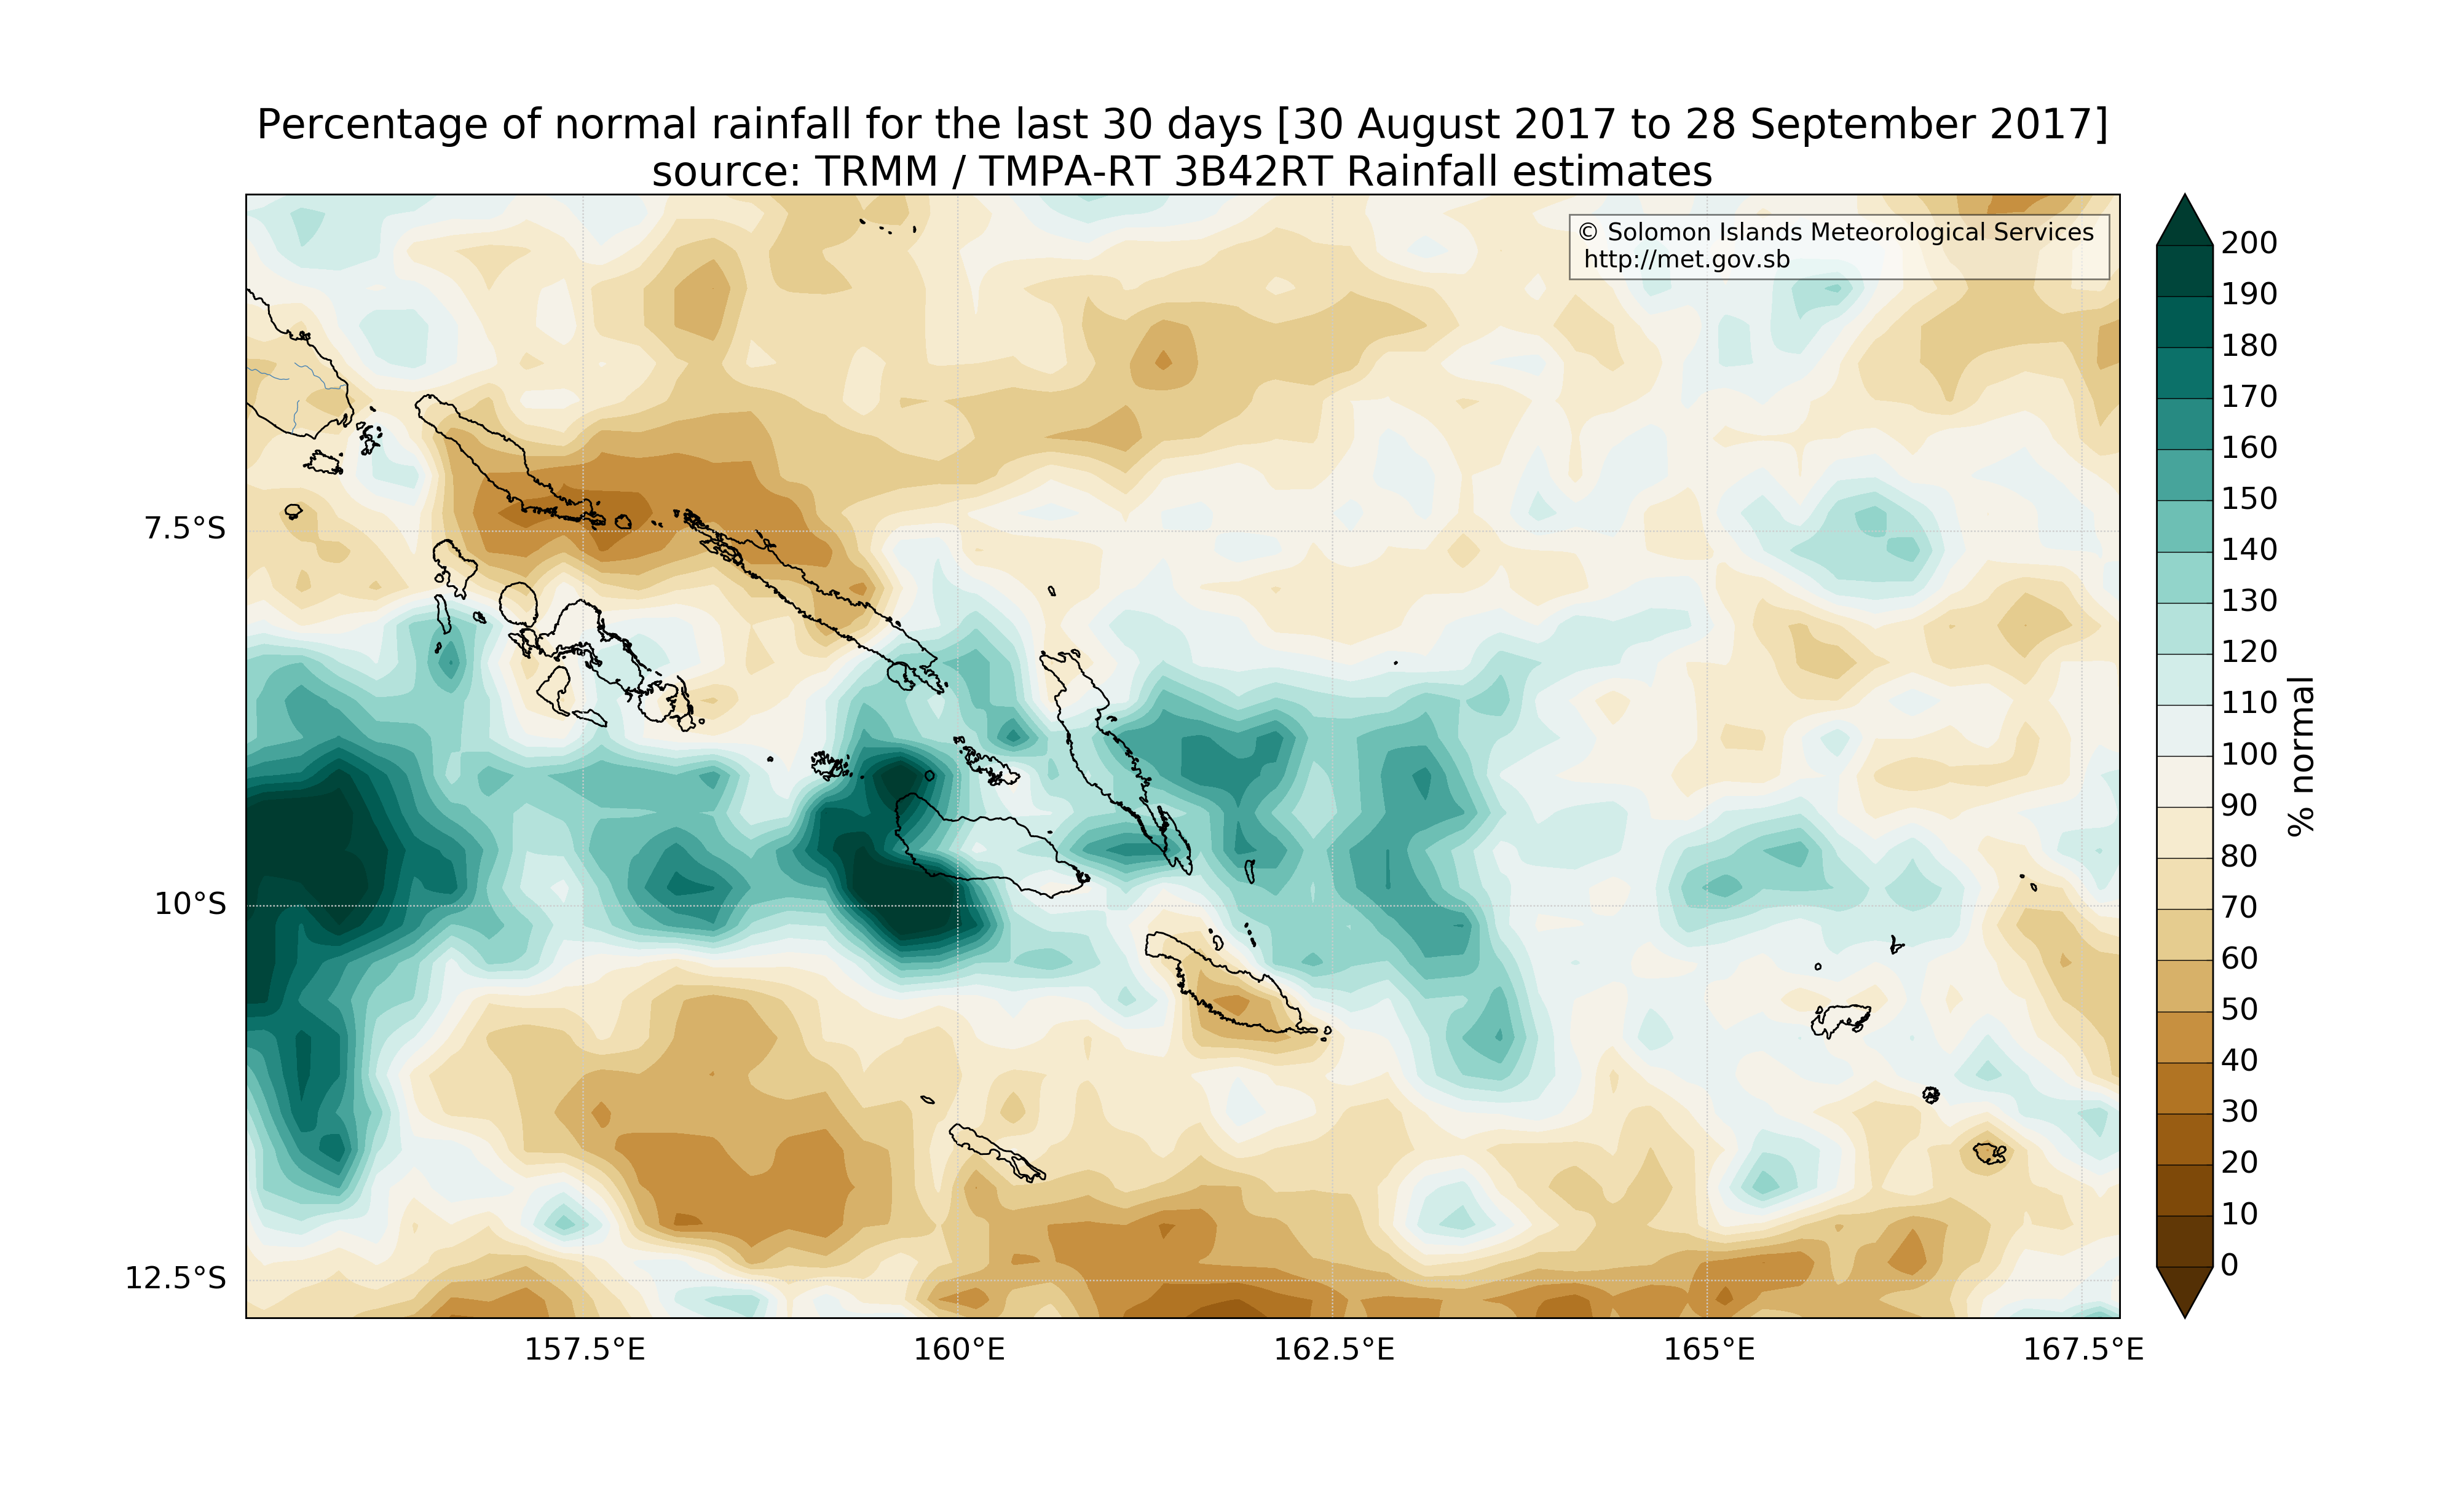 Percentage of normal rainfall for the last 30 days [30 August 2017 to 28 September 2017]
source: TRMM / TMPA-RT 3B42RT Rainfall estimates
© Solomon Islands Meteorological Services
http://met.gov.sb
7.5°S
10°S
12.5°S
157.5°E
160°E
162.5°E
165°E
167.5°E
200
190
180
170
160
150
140
130
120
110
100
90
80
70
60
50
40
30
20
10
0
% normal